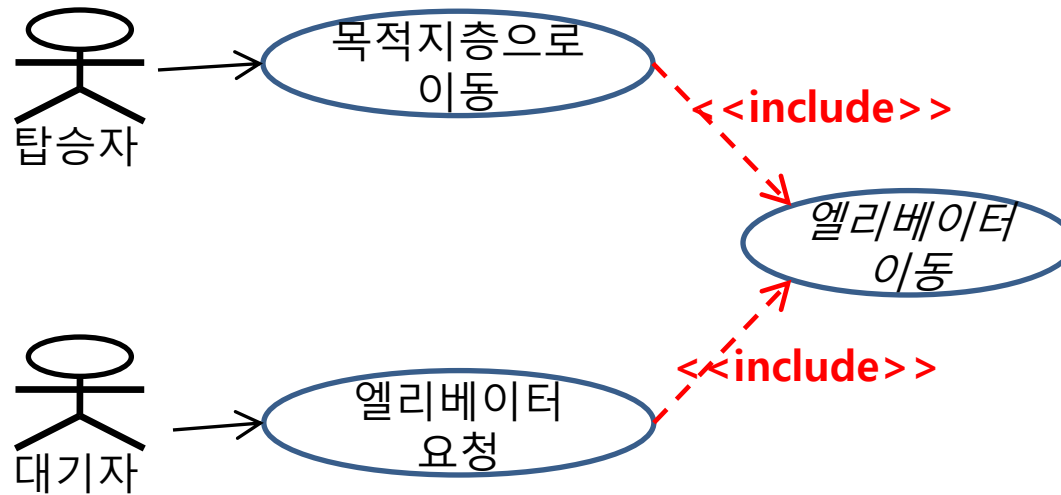 목적지층으로
이동
탑승자
<<include>>
엘리베이터
이동
<<include>>
엘리베이터
요청
대기자